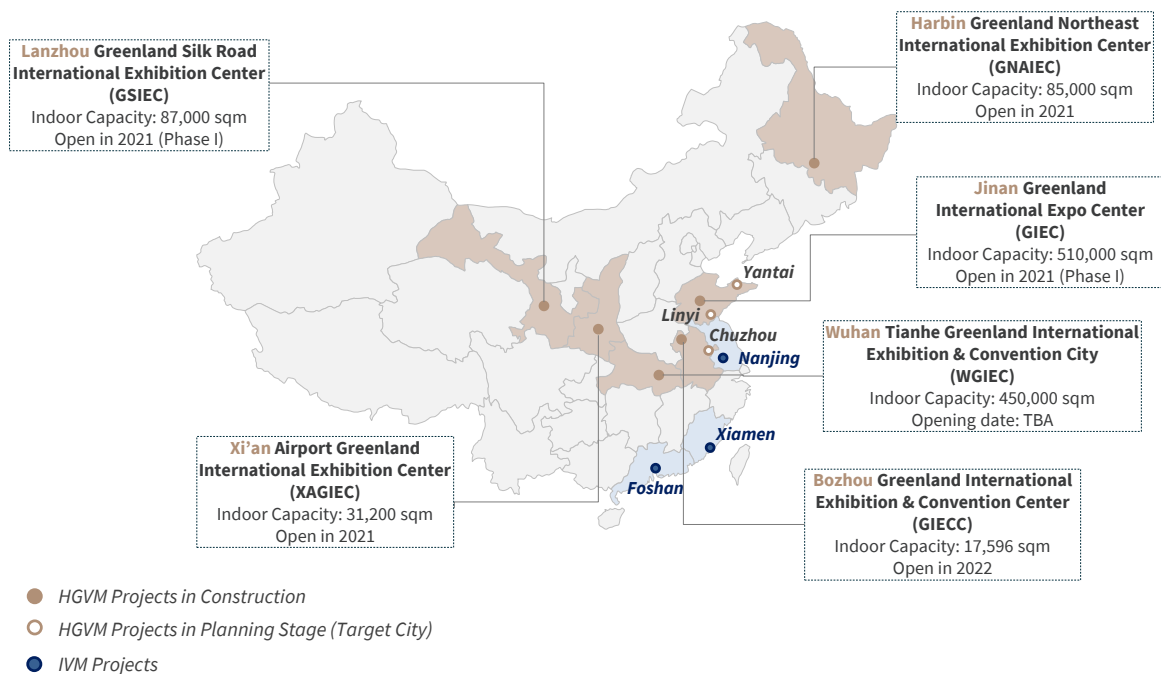 Lanzhou Greenland Silk Road
International Exhibition Center
(GSIEC)
Indoor Capacity: 87,000 sqm
Open in 2021 (Phase I)
Harbin Greenland Northeast
International Exhibition Center
(GNAIEC)
Indoor Capacity: 85,000 sqm
Open in 2021
Jinan Greenland
International Expo Center
(GIEC)
Indoor Capacity: 510,000 sqm
Open in 2021 (Phase I)
Yantai
Linyi
Chuzhou
Nanjing
Wuhan Tianhe Greenland International
Exhibition & Convention City
(WGIEC)
Indoor Capacity: 450,000 sqm
Opening date: TBA
Xiamen
Foshan
Xi’an Airport Greenland
International Exhibition Center
(XAGIEC)
Indoor Capacity: 31,200 sqm
Open in 2021
Bozhou Greenland International
Exhibition & Convention Center
(GIECC)
Indoor Capacity: 17,596 sqm
Open in 2022
HGVM Projects in Construction
HGVM Projects in Planning Stage (Target City)
IVM Projects